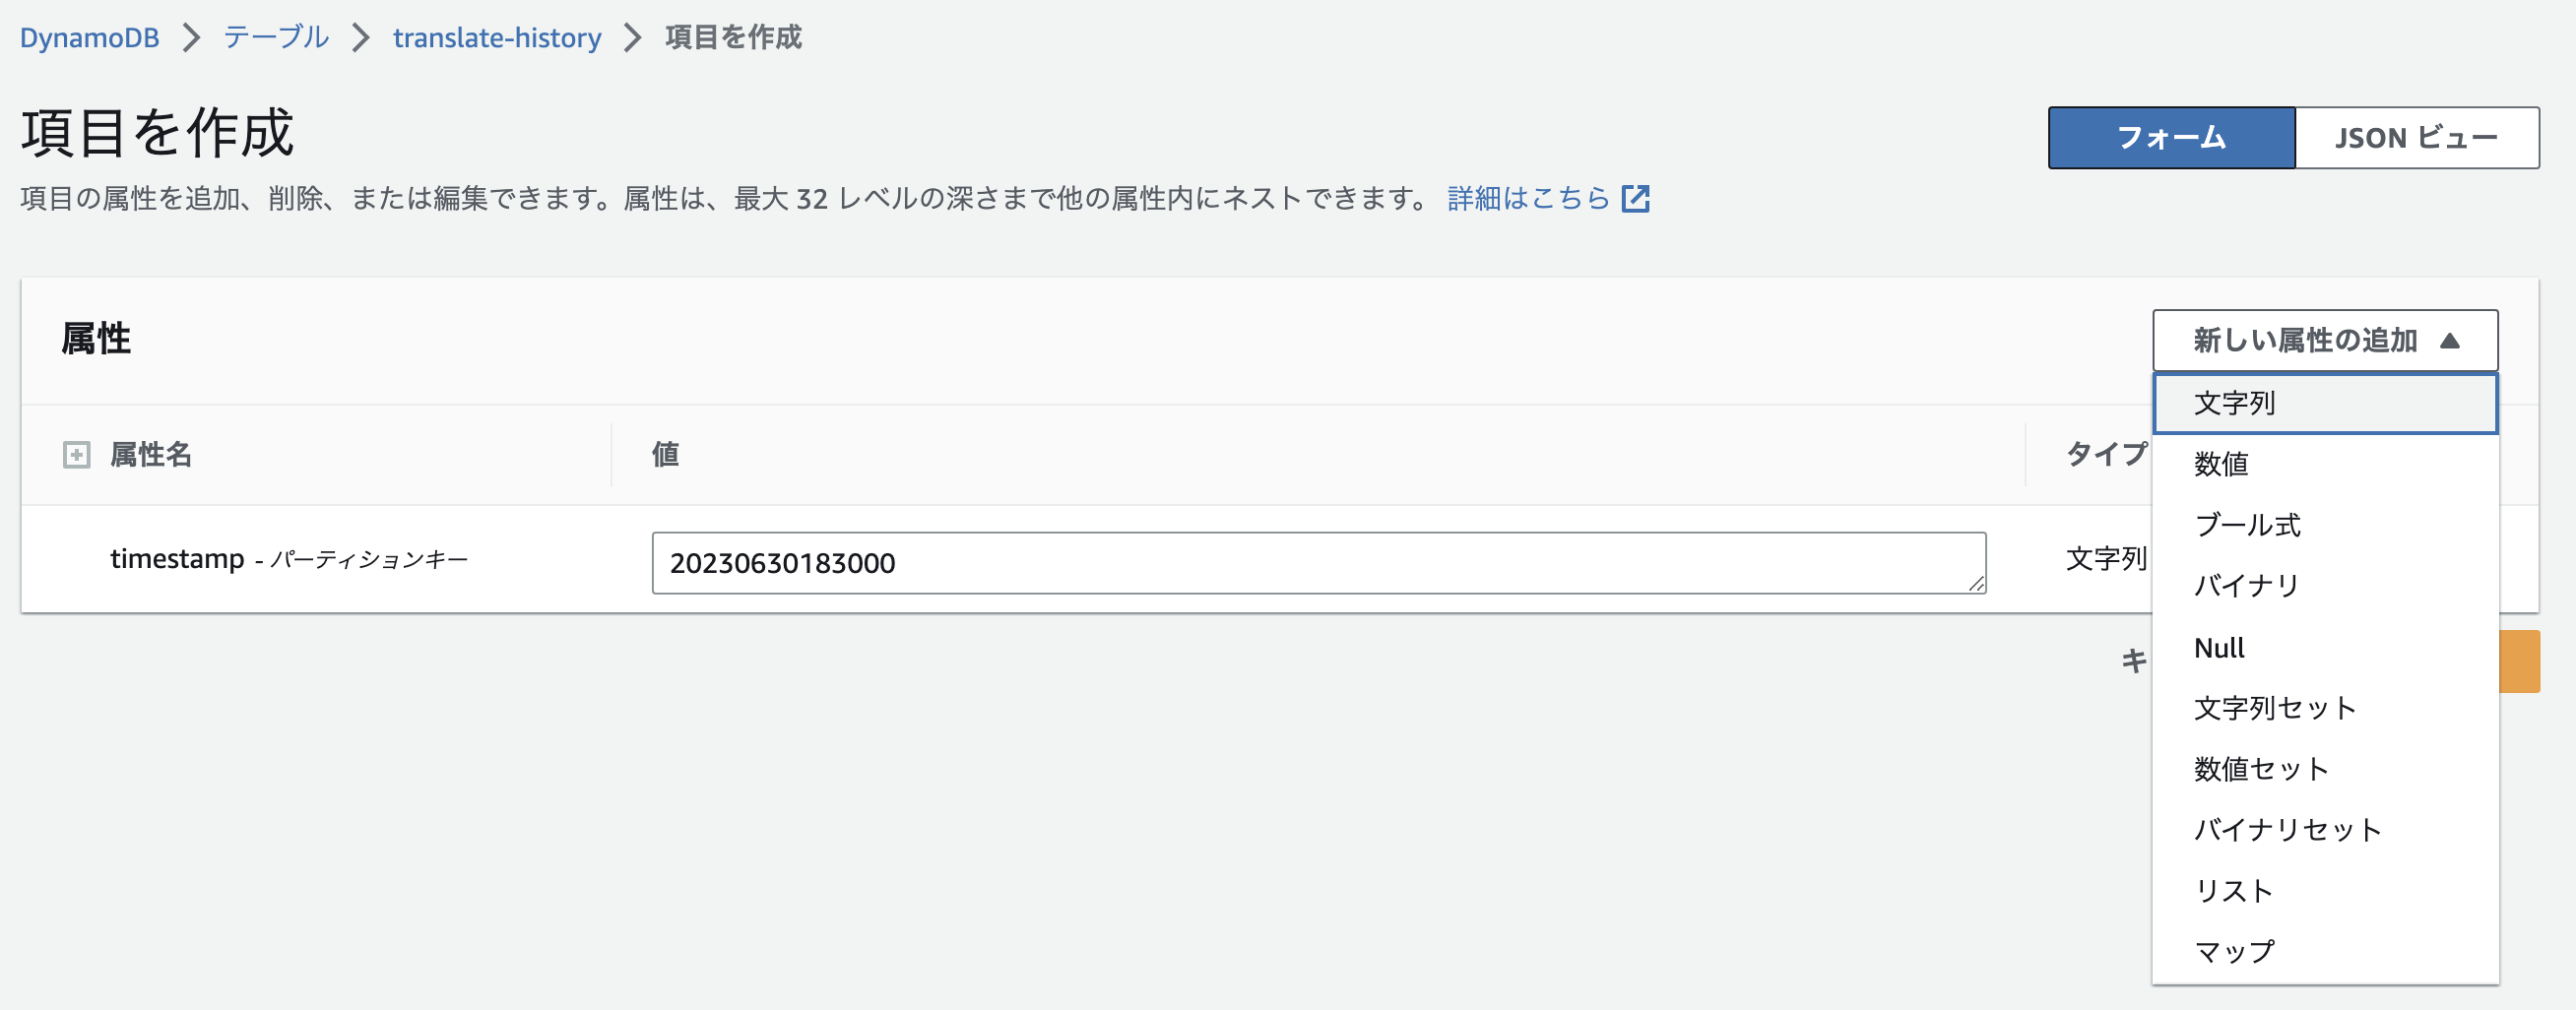 DynamoDB > テーブル > translate-history > 項目を作成
項目を作成
フォーム JSON ビュー
項目の属性を追加、削除、または編集できます。属性は、最大 32 レベルの深さまで他の属性内にネストできます。 詳細はこちら
属性
新しい属性の追加 ▲
属性名 値 タイプ
timestamp - パーティションキー 20230630183000 文字列
キ
文字列
数値
ブール式
バイナリ
Null
文字列セット
数値セット
バイナリセット
リスト
マップ